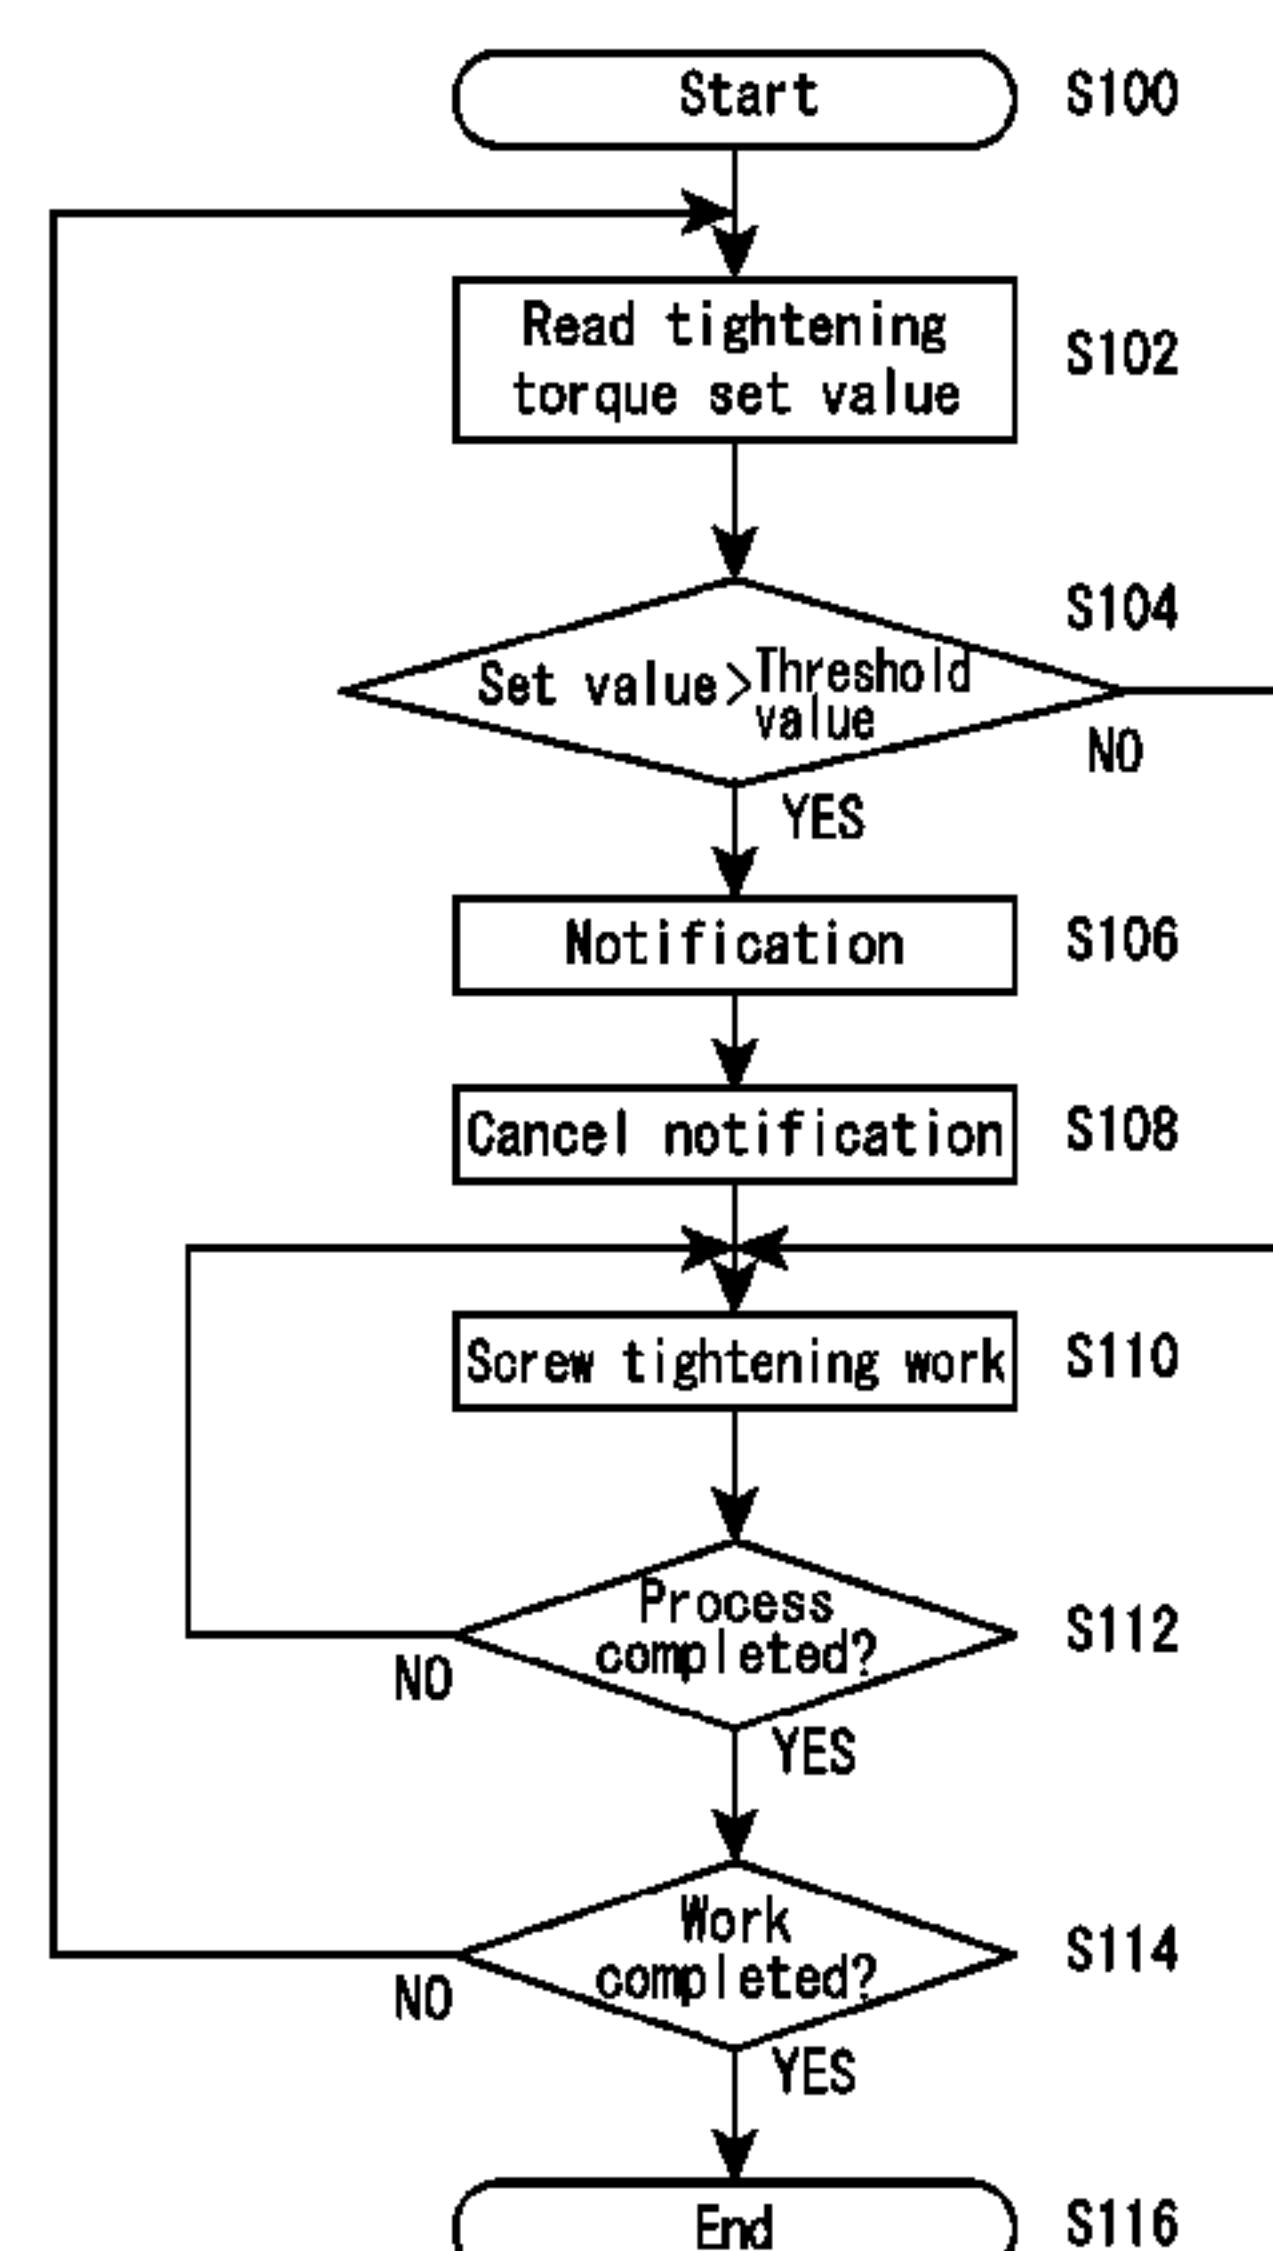 Start
S100
Read tightening
torque set value
S102
S104
Set value>Threshold
value
NO
YES
Notification
S106
Cancel notification
S108
Screw tightening work
S110
Process
completed?
S112
NO
YES
Work
completed?
S114
NO
YES
End
S116